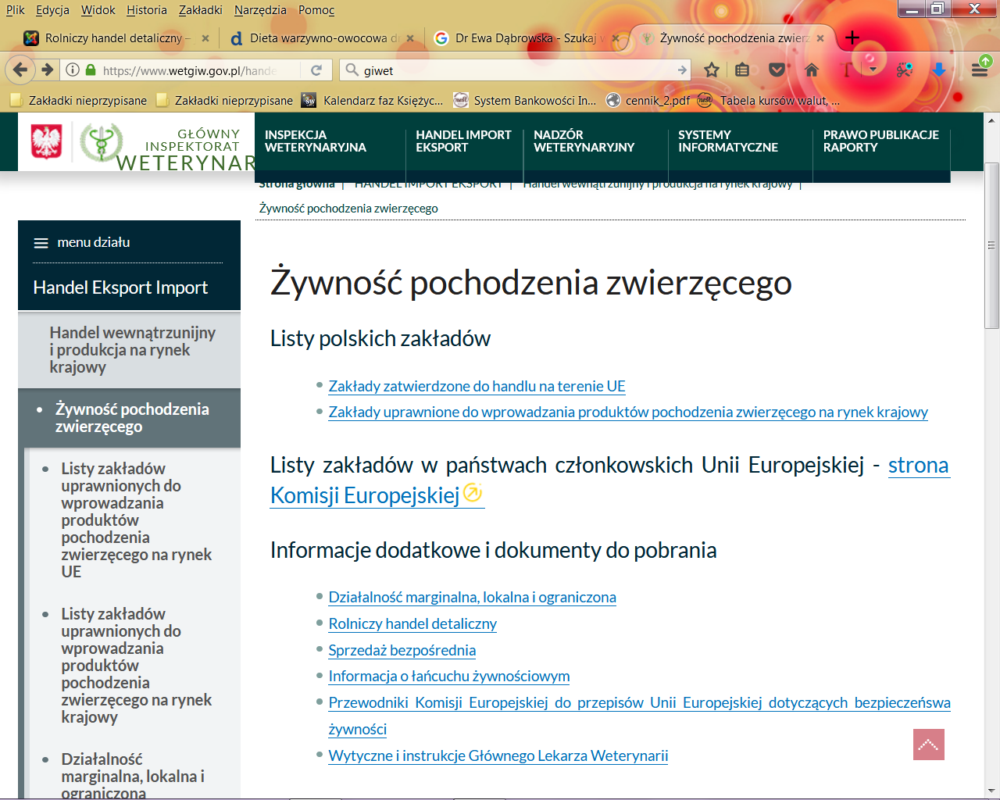 Plik Edycja Widok Historia Zakładki Narzędzia Pomoc
Rolniczy handel detaliczny – Dieta warzywno-owocowa d Dr Ewa Dąbrowska - Szukaj w Żywność pochodzenia zwierz
https://www.wetgiw.gov.pl/hande giwet
Zakładki nieprzypisane Zakładki nieprzypisane Kalendarz faz Księżyc... System Bankowości In... cennik_2.pdf Tabela kursów walut, ...
GŁÓWNY
INSPEKTORAT
WETERYNAR
INSPEKCJA
WETERYNARYJNA
HANDEL IMPORT
EKSPORT
NADZÓR
WETERYNARYJNY
SYSTEMY
INFORMATYCZNE
PRAWO PUBLIKACJE
RAPORTY
Strona główna | HANDEL IMPORT EKSPORT | Handel wewnątrzunijny i produkcja na rynek krajowy |
Żywność pochodzenia zwierzęcego
menu działu
Handel Eksport Import
Handel wewnątrzunijny
i produkcja na rynek
krajowy
Żywność pochodzenia
zwierzęcego
Listy zakładów
uprawnionych do
wprowadzania
produktów
pochodzenia
zwierzęcego na rynek
UE
Listy zakładów
uprawnionych do
wprowadzania
produktów
pochodzenia
zwierzęcego na rynek
krajowy
Działalność
marginalna, lokalna i
ograniczona
Żywność pochodzenia zwierzęcego
Listy polskich zakładów
Zakłady zatwierdzone do handlu na terenie UE
Zakłady uprawnione do wprowadzania produktów pochodzenia zwierzęcego na rynek krajowy
Listy zakładów w państwach członkowskich Unii Europejskiej - strona
Komisji Europejskiej
Informacje dodatkowe i dokumenty do pobrania
Działalność marginalna, lokalna i ograniczona
Rolniczy handel detaliczny
Sprzedaż bezpośrednia
Informacja o łańcuchu żywnościowym
Przewodniki Komisji Europejskiej do przepisów Unii Europejskiej dotyczących bezpieczeńswa
żywności
Wytyczne i instrukcje Głównego Lekarza Weterynarii